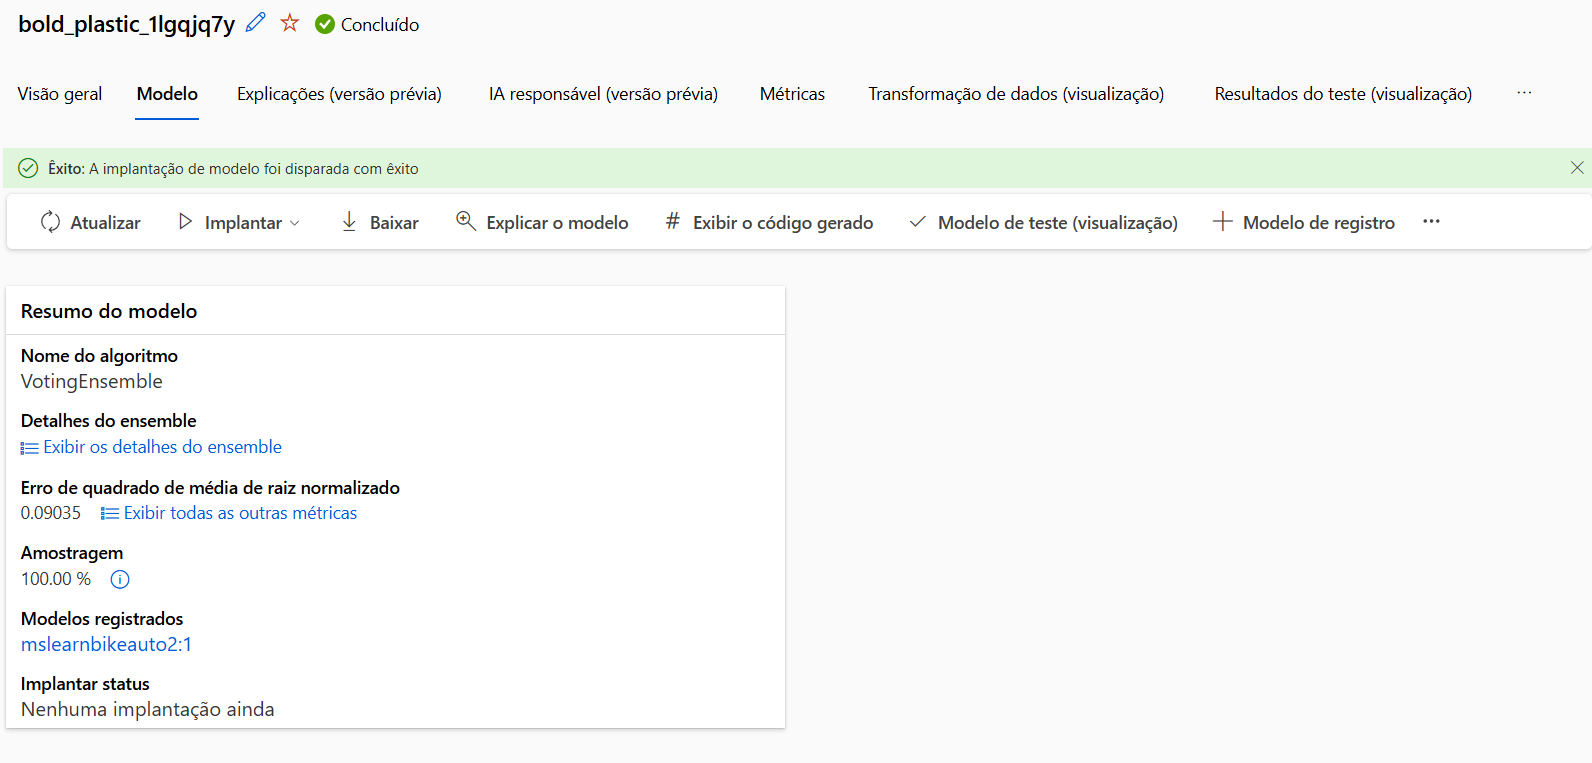 bold_plastic_1lgqjq7y Concluído
Visão geral Modelo Explicações (versão prévia) IA responsável (versão prévia) Métricas Transformação de dados (visualização) Resultados do teste (visualização) ...
Êxito: A implantação de modelo foi disparada com êxito
Atualizar Implantar Baixar Explicar o modelo # Exibir o código gerado Modelo de teste (visualização) Modelo de registro ...
Resumo do modelo
Nome do algoritmo
VotingEnsemble
Detalhes do ensemble
Exibir os detalhes do ensemble
Erro de quadrado de média de raiz normalizado
0.09035 Exibir todas as outras métricas
Amostragem
100.00 %
Modelos registrados
mslearnbikeauto2:1
Implantar status
Nenhuma implantação ainda